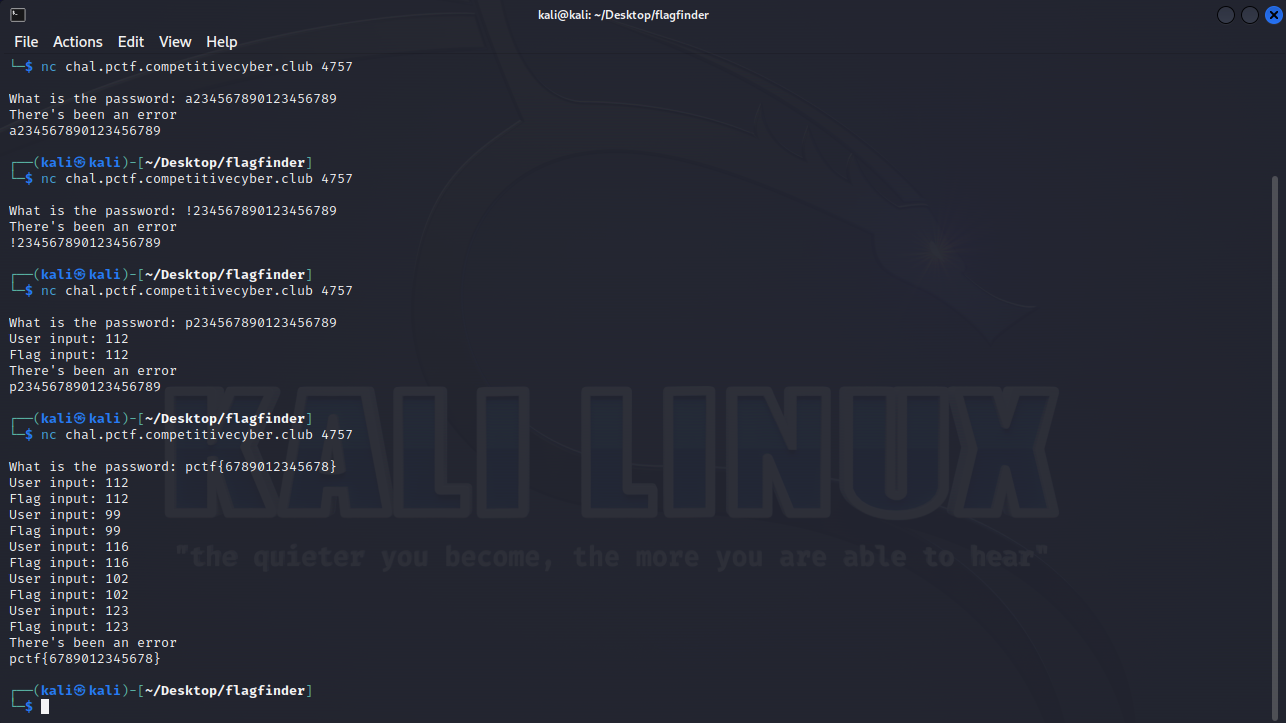 kali@kali: ~/Desktop/flagfinder
File Actions Edit View Help
└─$ nc chal.pctf.competitivecyber.club 4757
What is the password: a234567890123456789
There's been an error
a234567890123456789
┌──(kali㉿kali)-[~/Desktop/flagfinder]
└─$ nc chal.pctf.competitivecyber.club 4757
What is the password: !234567890123456789
There's been an error
!234567890123456789
┌──(kali㉿kali)-[~/Desktop/flagfinder]
└─$ nc chal.pctf.competitivecyber.club 4757
What is the password: p234567890123456789
User input: 112
Flag input: 112
There's been an error
p234567890123456789
┌──(kali㉿kali)-[~/Desktop/flagfinder]
└─$ nc chal.pctf.competitivecyber.club 4757
What is the password: pctf{6789012345678}
User input: 112
Flag input: 112
User input: 99
Flag input: 99
User input: 116
Flag input: 116
User input: 102
Flag input: 102
User input: 123
Flag input: 123
There's been an error
pctf{6789012345678}
┌──(kali㉿kali)-[~/Desktop/flagfinder]
└─$
KALI LINUX
"the quieter you become, the more you are able to hear"